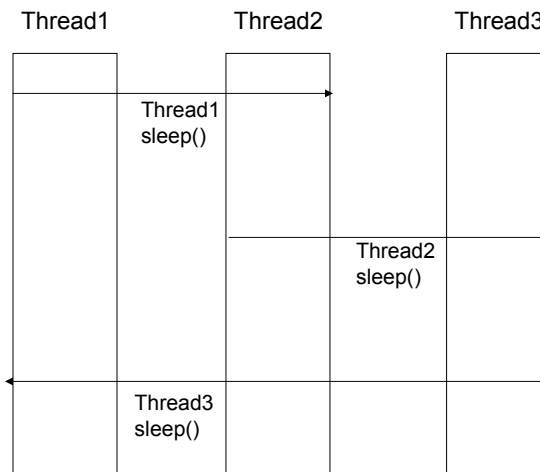 Thread1 Thread2 Thread3
Thread1
sleep()
Thread2
sleep()
Thread3
sleep()